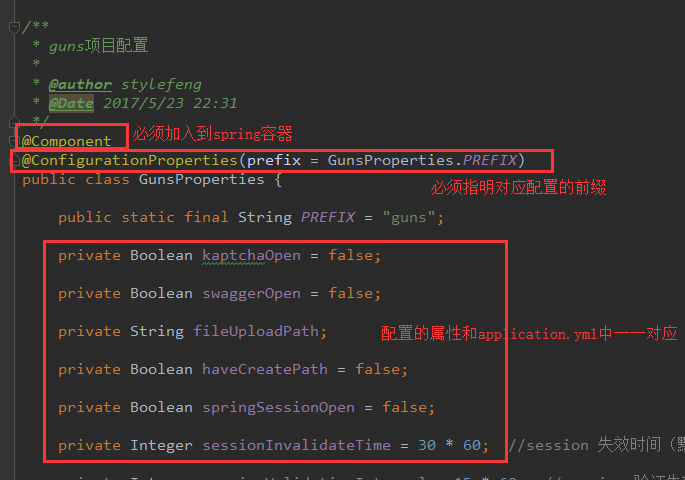 /**
* guns项目配置
*
* @author stylefeng
* @Date 2017/5/23 22:31
*/
@Component 必须加入到spring容器
@ConfigurationProperties(prefix = GunsProperties.PREFIX)
public class GunsProperties {
必须指明对应配置的前缀
public static final String PREFIX = "guns";
private Boolean kaptchaOpen = false;
private Boolean swaggerOpen = false;
private String fileUploadPath; 配置的属性和application.yml中一一对应
private Boolean haveCreatePath = false;
private Boolean springSessionOpen = false;
private Integer sessionInvalidateTime = 30 * 60; //session 失效时间（默